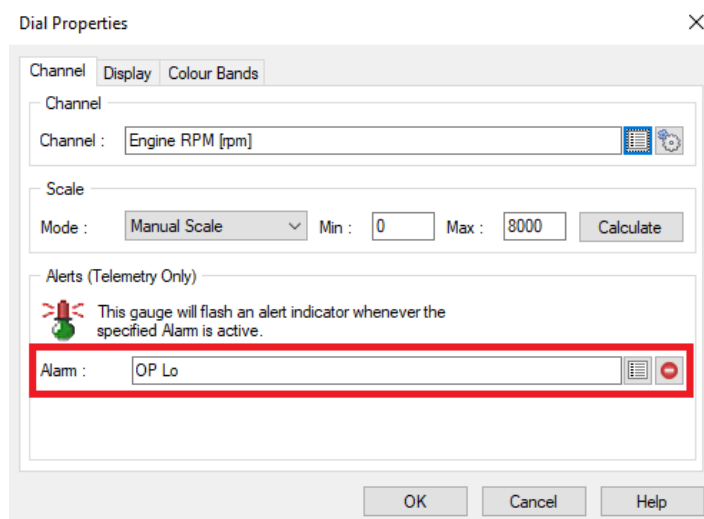 Dial Properties
Channel Display Colour Bands
Channel
Channel : Engine RPM [rpm]
Scale
Mode : Manual Scale Min : 0 Max : 8000 Calculate
Alerts (Telemetry Only)
This gauge will flash an alert indicator whenever the
specified Alarm is active.
Alarm : OP Lo
OK Cancel Help